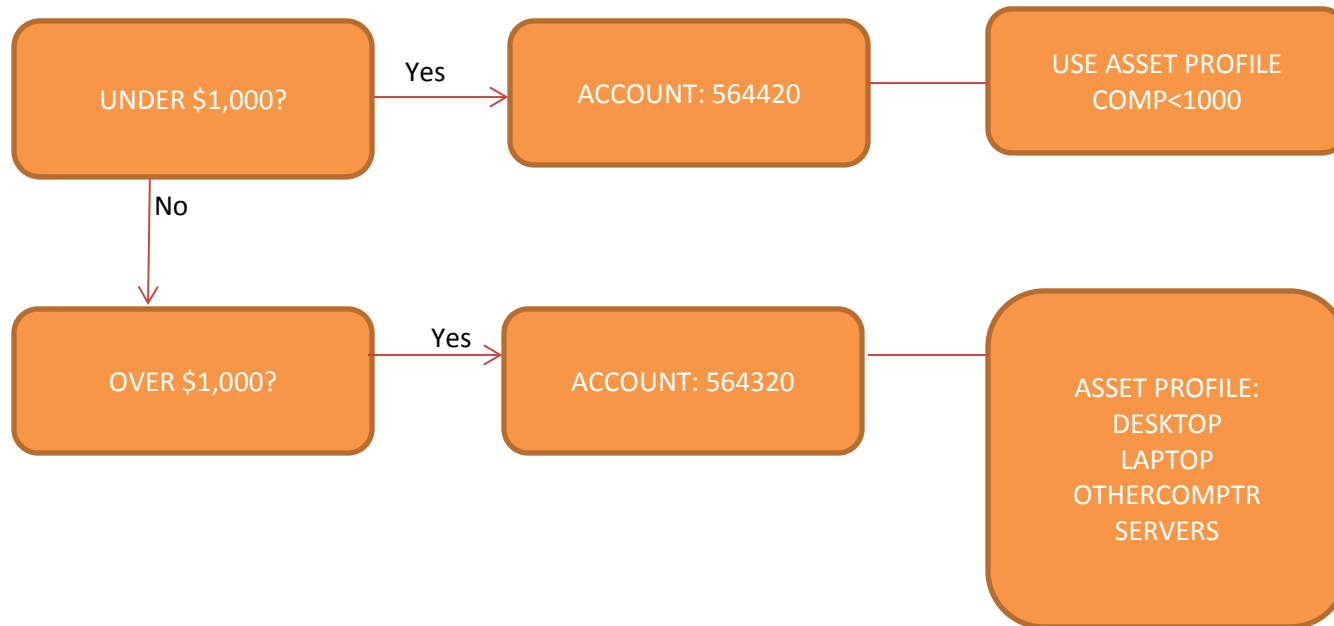 UNDER $1,000?
Yes
ACCOUNT: 564420
USE ASSET PROFILE
COMP<1000
No
OVER $1,000?
Yes
ACCOUNT: 564320
ASSET PROFILE:
DESKTOP
LAPTOP
OTHERCOMPTR
SERVERS